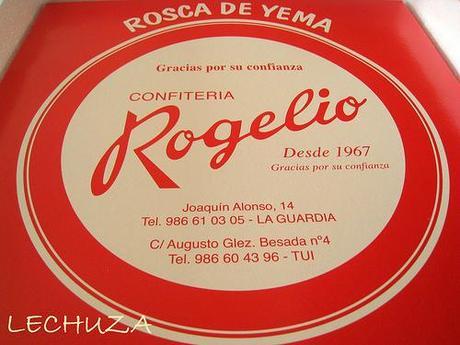 ROSCA DE YEMA
Gracias por su confianza
CONFITERIA
Rogelio
Desde 1967
Gracias por su confianza
Joaquín Alonso, 14
Tel. 986 61 03 05 - LA GUARDIA
C/ Augusto Glez. Besada nº4
Tel. 986 60 43 96 - TUI
LECHUZA